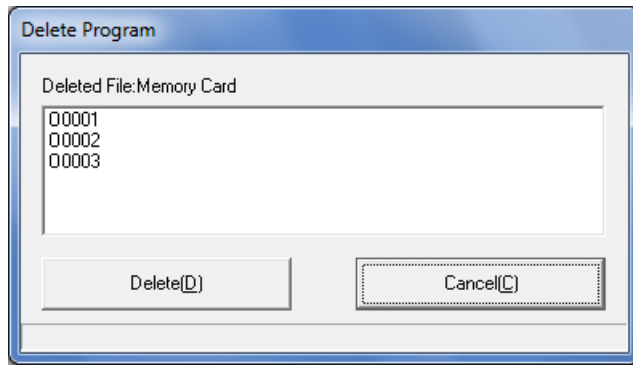 Delete Program
Deleted File:Memory Card
O0001
O0002
O0003
Delete(D)
Cancel(C)